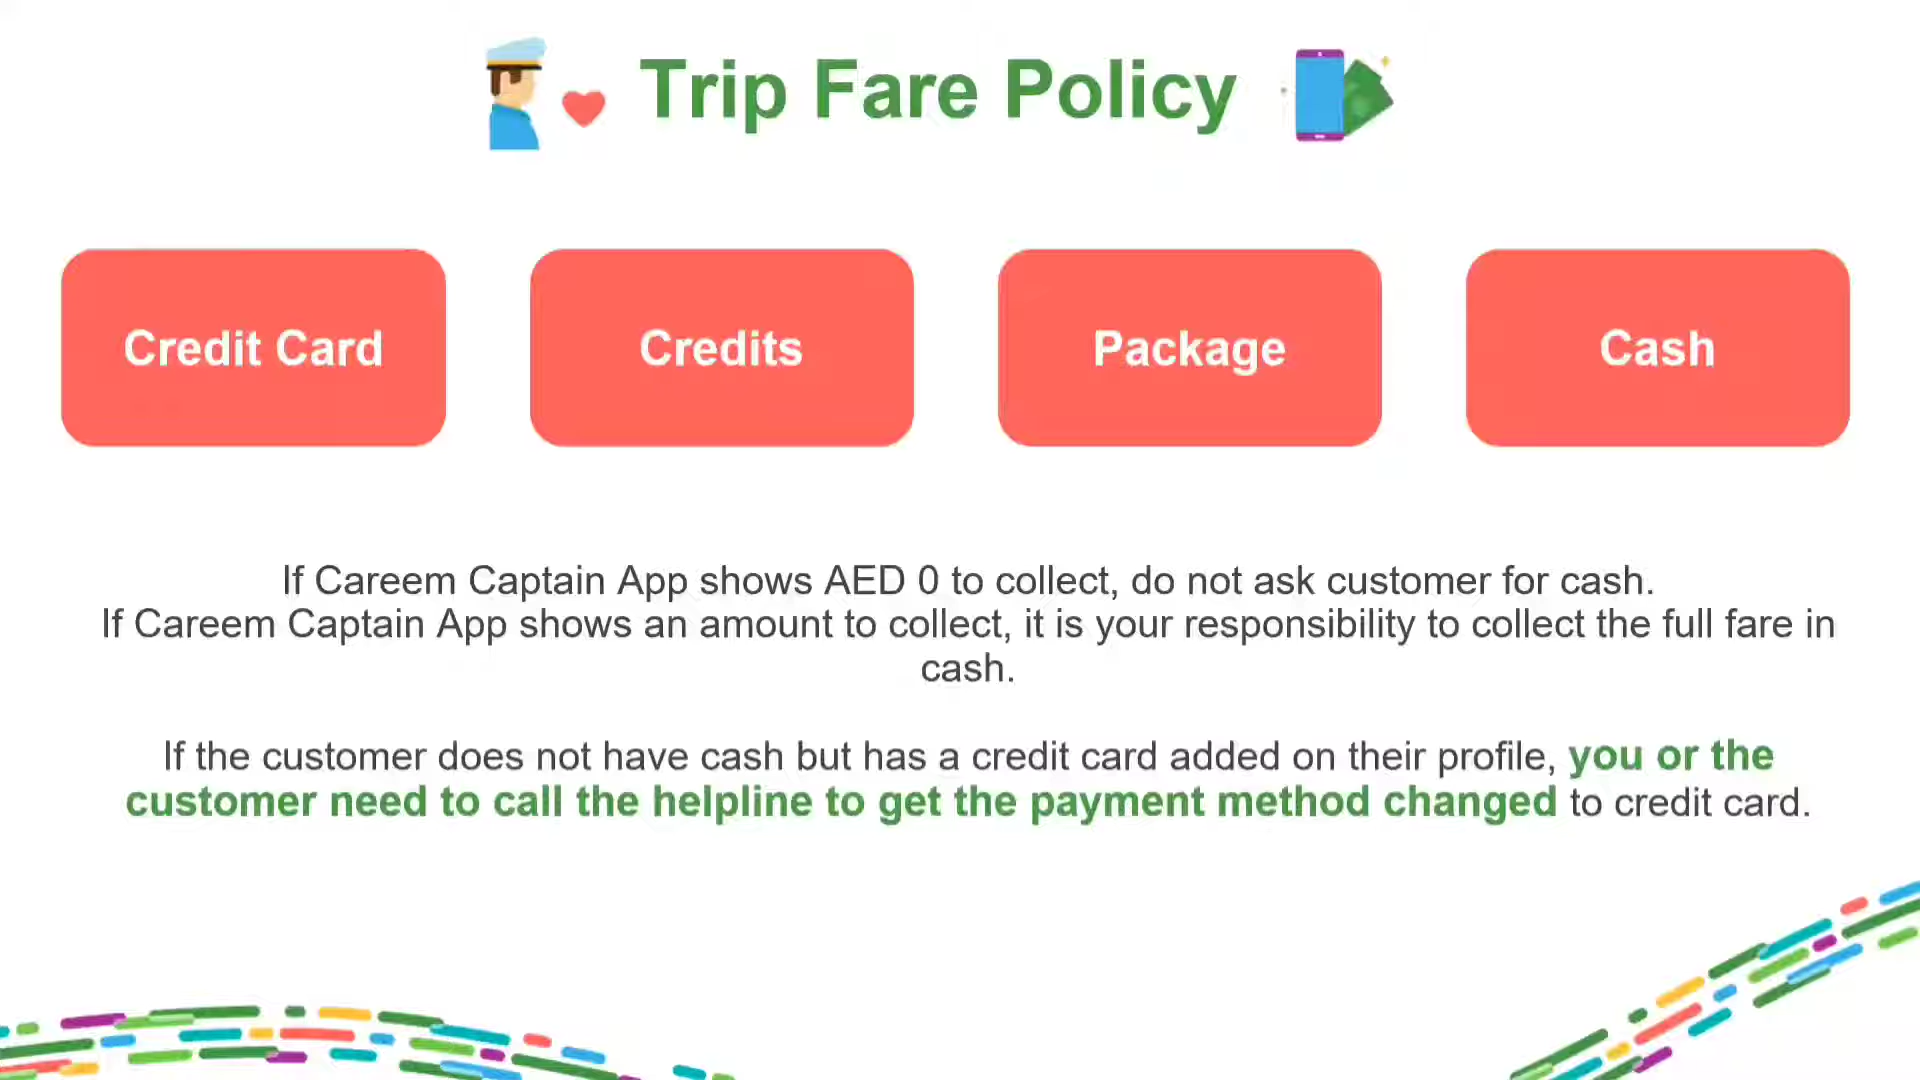 Trip Fare Policy
Credit Card
Credits
Package
Cash
If Careem Captain App shows AED 0 to collect, do not ask customer for cash.
If Careem Captain App shows an amount to collect, it is your responsibility to collect the full fare in
cash.
If the customer does not have cash but has a credit card added on their profile, you or the
customer need to call the helpline to get the payment method changed to credit card.